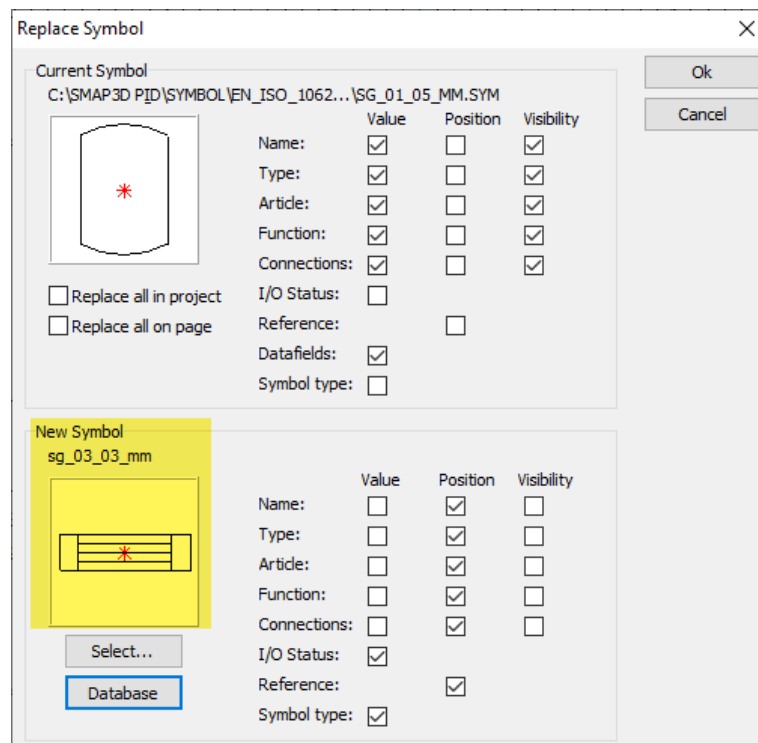 Replace Symbol
Current Symbol
C:\SMAP3D PID\SYMBOL\EN_ISO_1062...\SG_01_05_MM.SYM
Ok
Cancel
Value Position Visibility
Name:
Type:
Article:
Function:
Connections:
Replace all in project I/O Status:
Replace all on page Reference:
Datafields:
Symbol type:
New Symbol
sg_03_03_mm
Value Position Visibility
Name:
Type:
Article:
Function:
Connections:
Select... I/O Status:
Database Reference:
Symbol type: